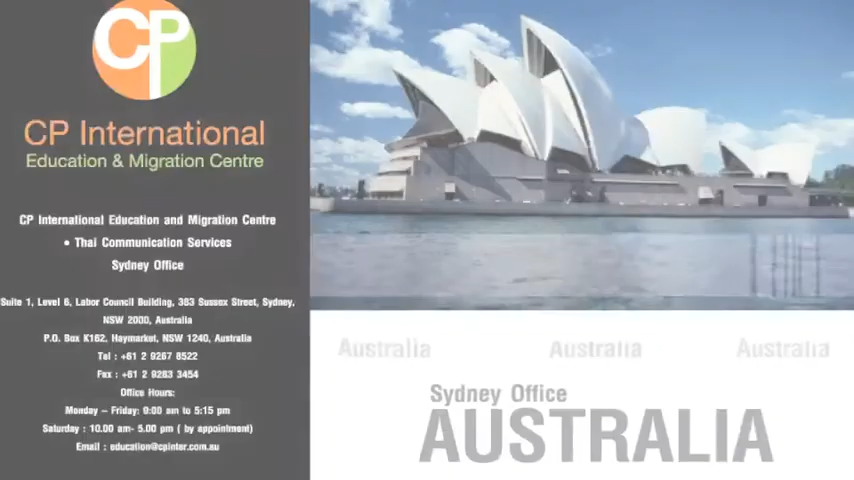 CP
CP International
Education & Migration Centre
CP International Education and Migration Centre
• Thai Communication Services
Sydney Office
Suite 1, Level 6, Labor Council Building, 383 Sussex Street, Sydney,
NSW 2000, Australia
P.O. Box K162, Haymarket, NSW 1240, Australia
Tel : +61 2 9267 8522
Fax : +61 2 9283 3454
Office Hours:
Monday – Friday: 9:00 am to 5:15 pm
Saturday : 10.00 am- 5.00 pm ( by appointment)
Email : education@cpinter.com.au
Australia Australia Australia
Sydney Office
AUSTRALIA